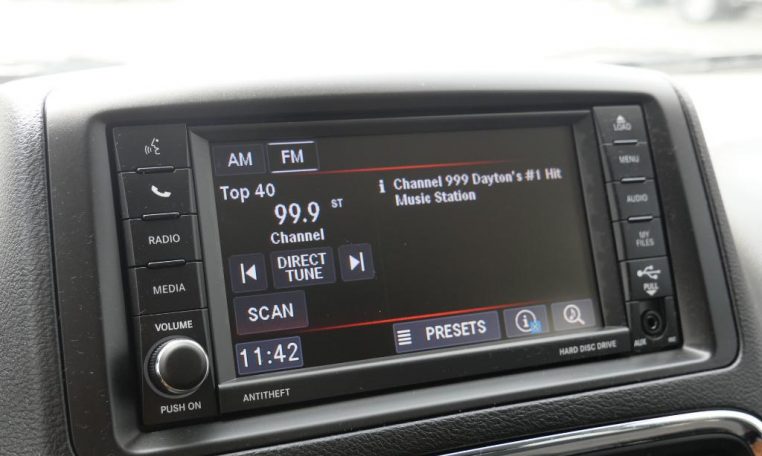 AM FM
Top 40
99.9 ST
Channel
DIRECT
TUNE
SCAN
11:42
i Channel 999 Dayton's #1 Hit
Music Station
PRESETS
RADIO
MEDIA
VOLUME
PUSH ON
ANTITHEFT
HARD DISC DRIVE
LOAD
MENU
AUDIO
MY
FILES
PULL
AUX